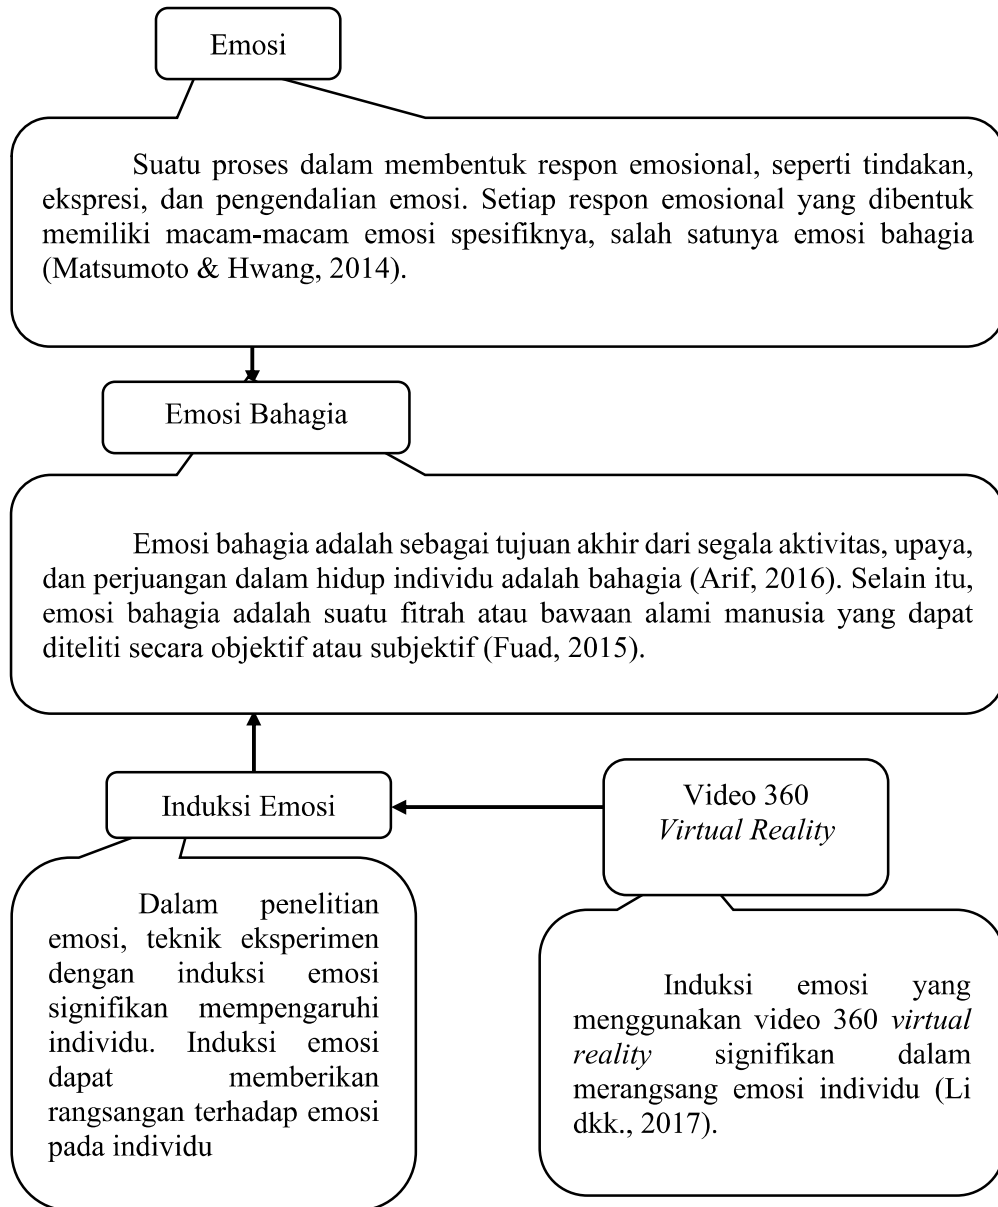 Emosi
Suatu proses dalam membentuk respon emosional, seperti tindakan,
ekspresi, dan pengendalian emosi. Setiap respon emosional yang dibentuk
memiliki macam-macam emosi spesifiknya, salah satunya emosi bahagia
(Matsumoto & Hwang, 2014).
Emosi Bahagia
Emosi bahagia adalah sebagai tujuan akhir dari segala aktivitas, upaya,
dan perjuangan dalam hidup individu adalah bahagia (Arif, 2016). Selain itu,
emosi bahagia adalah suatu fitrah atau bawaan alami manusia yang dapat
diteliti secara objektif atau subjektif (Fuad, 2015).
Induksi Emosi
Video 360
Virtual Reality
Dalam penelitian
emosi, teknik eksperimen
dengan induksi emosi
signifikan mempengaruhi
individu. Induksi emosi
dapat memberikan
rangsangan terhadap emosi
pada individu
Induksi emosi yang
menggunakan video 360 virtual
reality signifikan dalam
merangsang emosi individu (Li
dkk., 2017).